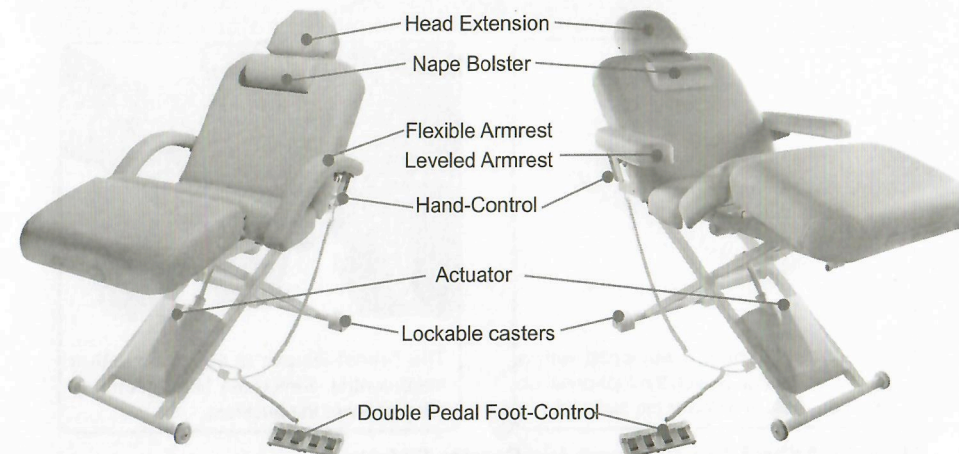 Head Extension
Nape Bolster
Flexible Armrest
Leveled Armrest
Hand-Control
Actuator
Lockable casters
Double Pedal Foot-Control